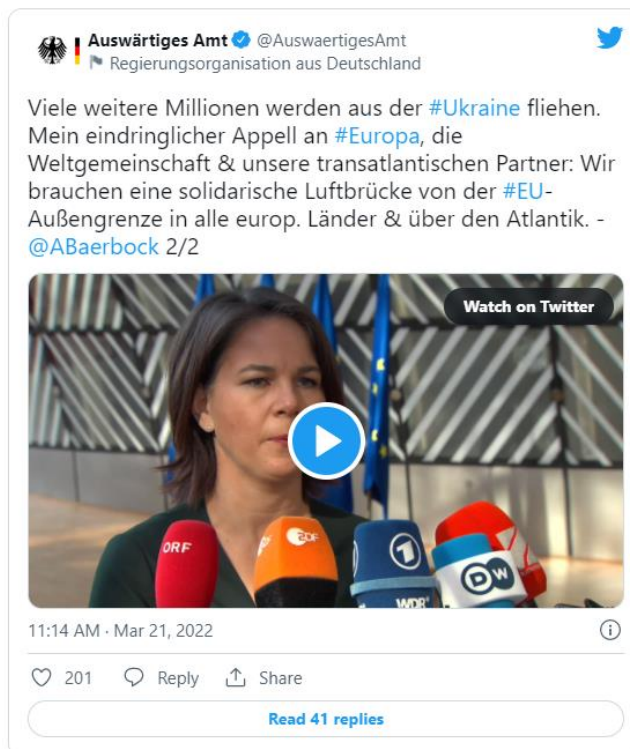 Auswärtiges Amt @AuswaertigesAmt
Regierungsorganisation aus Deutschland
Viele weitere Millionen werden aus der #Ukraine fliehen.
Mein eindringlicher Appell an #Europa, die
Weltgemeinschaft & unsere transatlantischen Partner: Wir
brauchen eine solidarische Luftbrücke von der #EU-
Außengrenze in alle europ. Länder & über den Atlantik. -
@ABaerbock 2/2
Watch on Twitter
ORF
ZDF
1
WDR
DW
11:14 AM · Mar 21, 2022
201 Reply Share
Read 41 replies